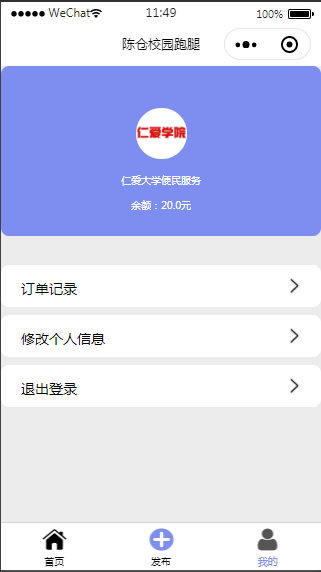 ●●●●● WeChat 11:49 100%
陈仓校园跑腿
仁爱学院
仁爱大学便民服务
余额：20.0元
订单记录
修改个人信息
退出登录
首页 发布 我的